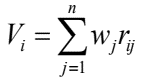 $V_i = \sum_{j=1}^{n} w_j r_{ij}$